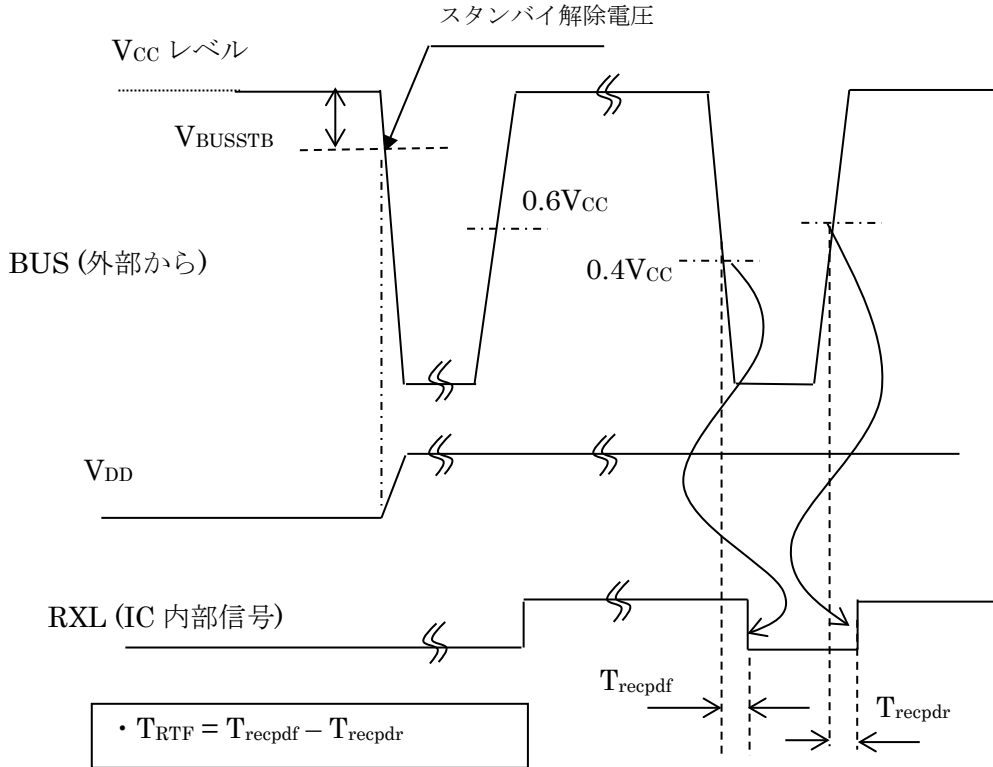 スタンバイ解除電圧
VCC レベル
VBUSSTB
0.6VCC
BUS (外部から)
0.4VCC
VDD
RXL (IC 内部信号)
Trecpdf
Trecpdr
・TRTF = Trecpdf – Trecpdr